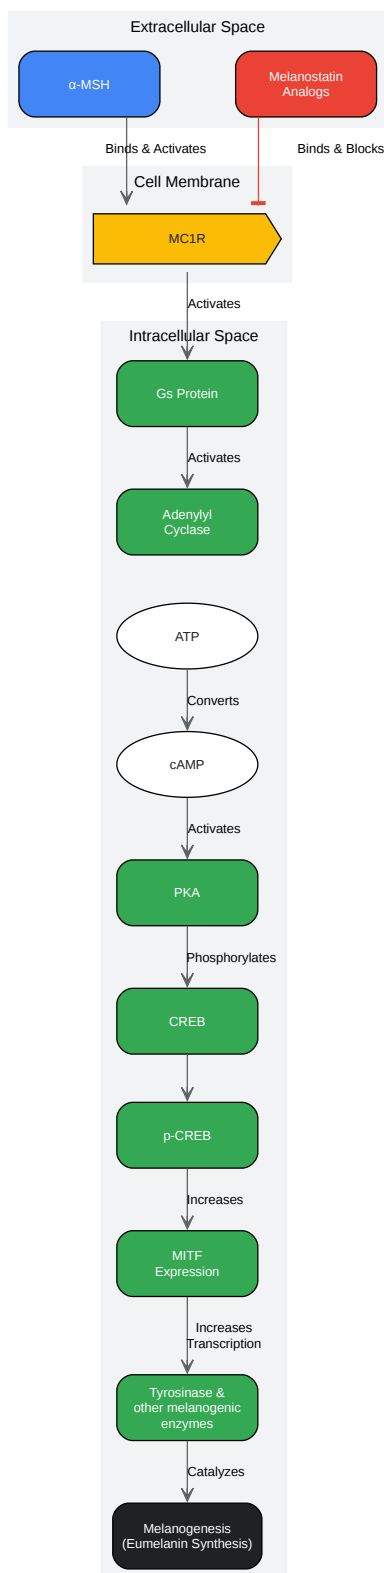 Extracellular Space
α-MSH
Melanostatin
Analogs
Binds & Activates
Binds & Blocks
Cell Membrane
MC1R
Activates
Intracellular Space
Gs Protein
Activates
Adenylyl
Cyclase
ATP
Converts
cAMP
Activates
PKA
Phosphorylates
CREB
p-CREB
Increases
MITF
Expression
Increases
Transcription
Tyrosinase &
other melanogenic
enzymes
Catalyzes
Melanogenesis
(Eumelanin Synthesis)